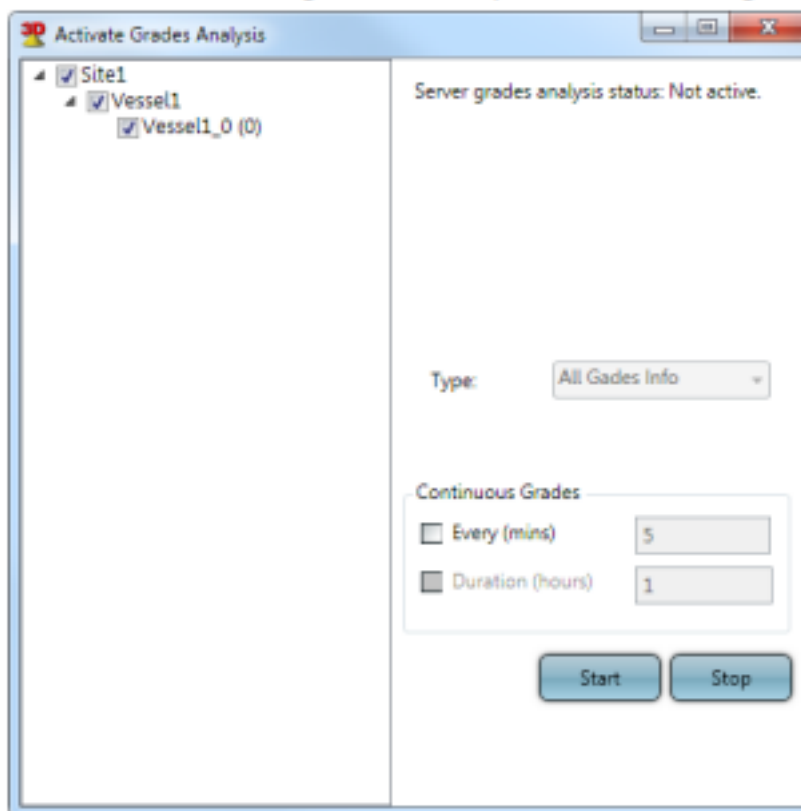 3D Activate Grades Analysis
Site1
Vessel1
Vessel1_0 (0)
Server grades analysis status: Not active.
Type: All Gades Info
Continuous Grades
Every (mins) 5
Duration (hours) 1
Start Stop